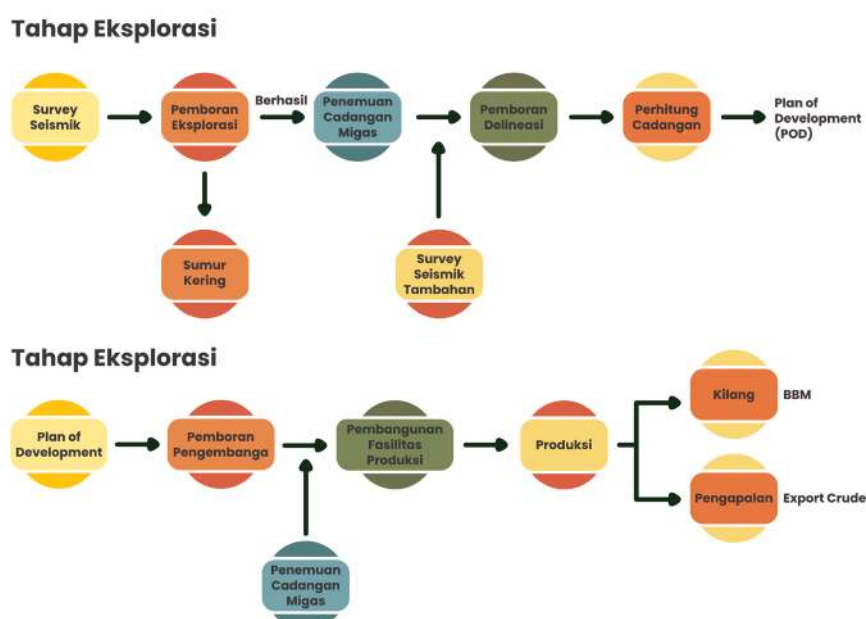 Tahap Eksplorasi
Survey
Seismik
Pemboran
Eksplorasi
Berhasil
Penemuan
Cadangan
Migas
Pemboran
Delineasi
Perhitung
Cadangan
Plan of
Development
(POD)
Sumur
Kering
Survey
Seismik
Tambahan
Tahap Eksplorasi
Plan of
Development
Pemboran
Pengembanga
Pembangunan
Fasilitas
Produksi
Produksi
Kilang
BBM
Pengapalan
Export Crude
Penemuan
Cadangan
Migas